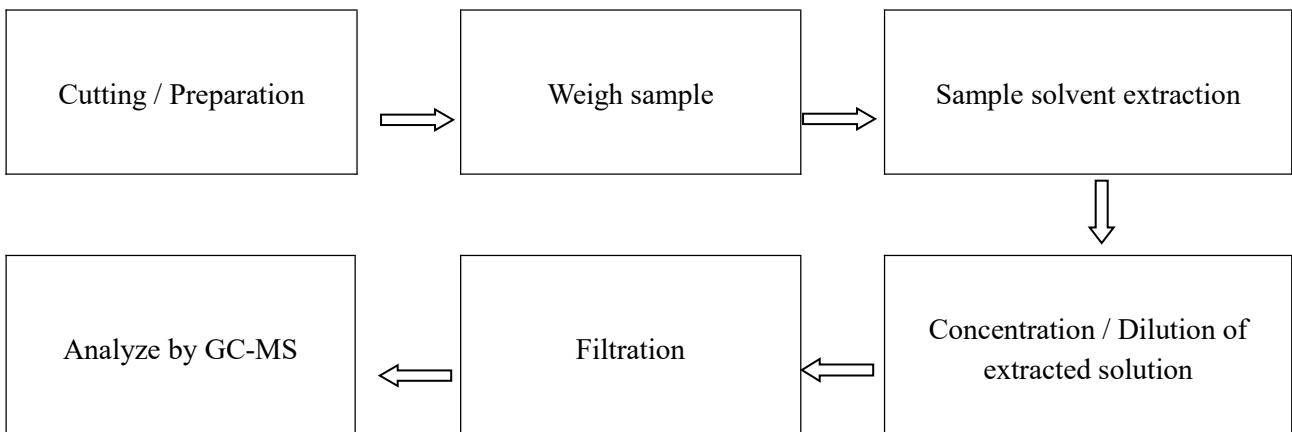 Cutting / Preparation
Weigh sample
Sample solvent extraction
Concentration / Dilution of
extracted solution
Filtration
Analyze by GC-MS